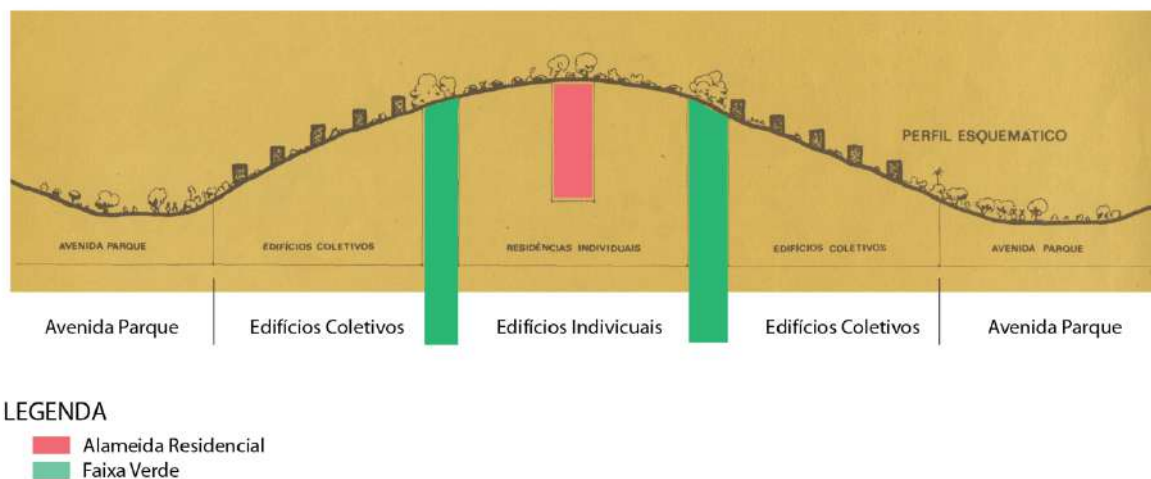 PERFIL ESQUEMÁTICO
AVENIDA PARQUE EDIFÍCIOS COLETIVOS RESIDÊNCIAS INDIVIDUAIS EDIFÍCIOS COLETIVOS AVENIDA PARQUE
Avenida Parque Edifícios Coletivos Edifícios Indivicuais Edifícios Coletivos Avenida Parque
LEGENDA
Alameida Residencial
Faixa Verde